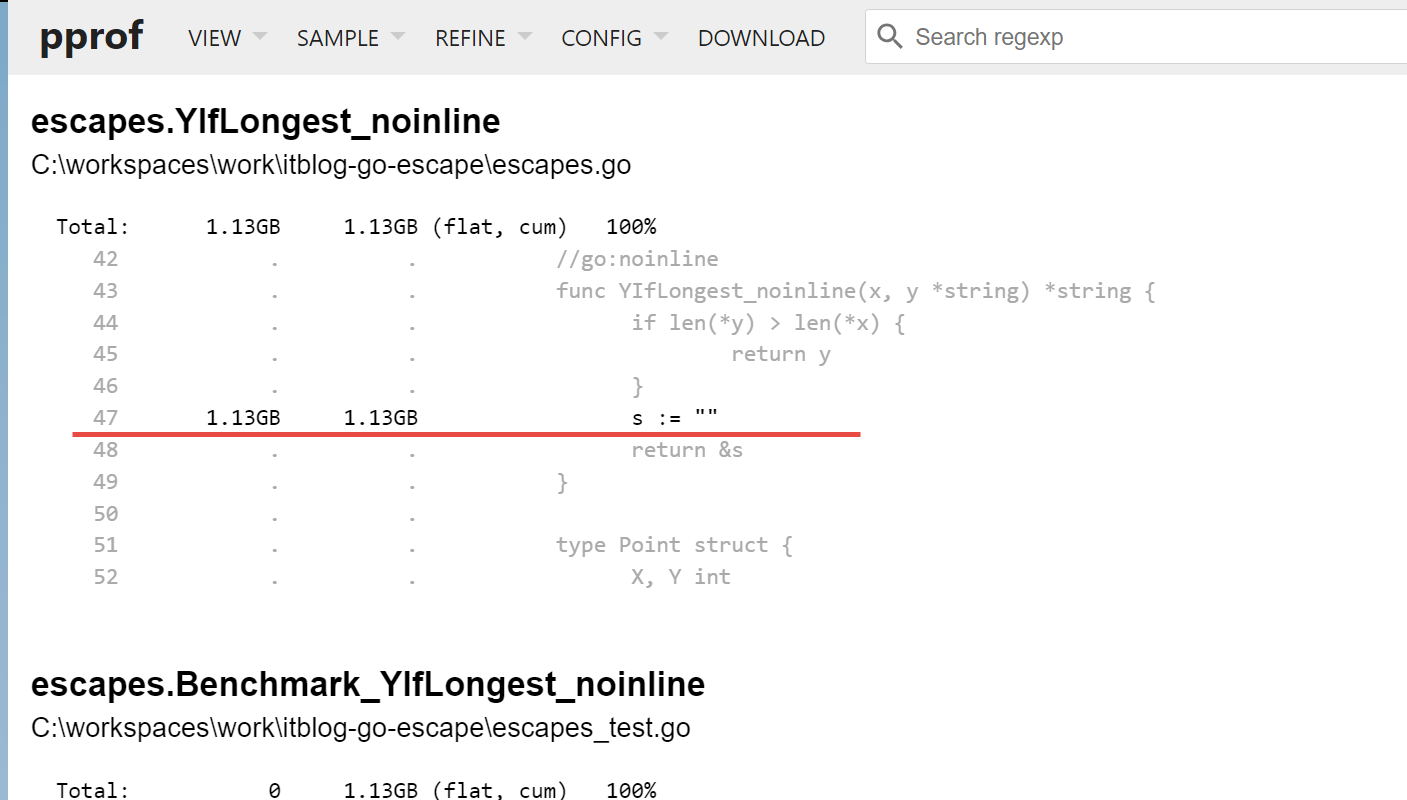 pprof VIEW SAMPLE REFINE CONFIG DOWNLOAD Search regexp
escapes.YIfLongest_noinline
C:\workspaces\work\itblog-go-escape\escapes.go
Total: 1.13GB 1.13GB (flat, cum) 100%
42 . . //go:noinline
43 . . func YIfLongest_noinline(x, y *string) *string {
44 . . if len(*y) > len(*x) {
45 . . return y
46 . . }
47 1.13GB 1.13GB s := ""
48 . . return &s
49 . . }
50 . .
51 . . type Point struct {
52 . . X, Y int
escapes.Benchmark_YIfLongest_noinline
C:\workspaces\work\itblog-go-escape\escapes_test.go
Total: 0 1.13GB (flat, cum) 100%